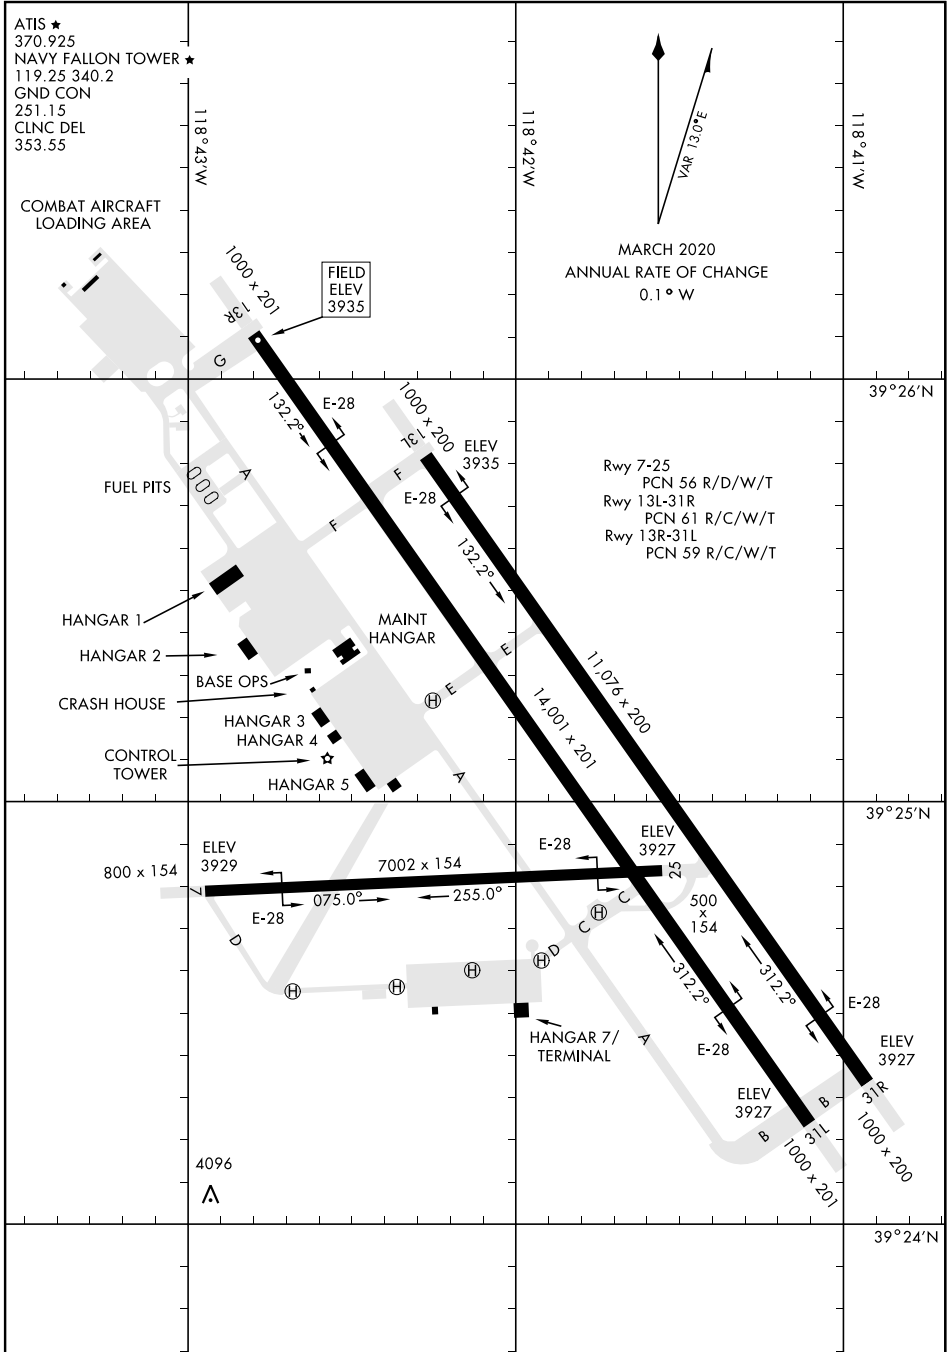 ATIS ★
370.925
NAVY FALLON TOWER ★
119.25 340.2
GND CON
251.15
CLNC DEL
353.55
118°43'W
118°42'W
118°41'W
VAR 13.0°E
MARCH 2020
ANNUAL RATE OF CHANGE
0.1° W
COMBAT AIRCRAFT
LOADING AREA
1000 x 201
13R
FIELD
ELEV
3935
G
39°26'N
132.2°
E-28
1000 x 200
13L
ELEV
3935
A
F
F
E-28
132.2°
FUEL PITS
Rwy 7-25
PCN 56 R/D/W/T
Rwy 13L-31R
PCN 61 R/C/W/T
Rwy 13R-31L
PCN 59 R/C/W/T
HANGAR 1
HANGAR 2
MAINT
HANGAR
BASE OPS
CRASH HOUSE
HANGAR 3
HANGAR 4
CONTROL
TOWER
HANGAR 5
H
E
E
A
11,076 x 200
14,001 x 201
39°25'N
800 x 154
ELEV
3929
7
7002 x 154
E-28
ELEV
3927
25
E-28
075.0°
255.0°
500
x
154
D
H
H
H
H
D
C
H
C
312.2°
312.2°
HANGAR 7/
TERMINAL
A
E-28
E-28
ELEV
3927
ELEV
3927
B
B
31L
31R
1000 x 201
1000 x 200
4096
39°24'N